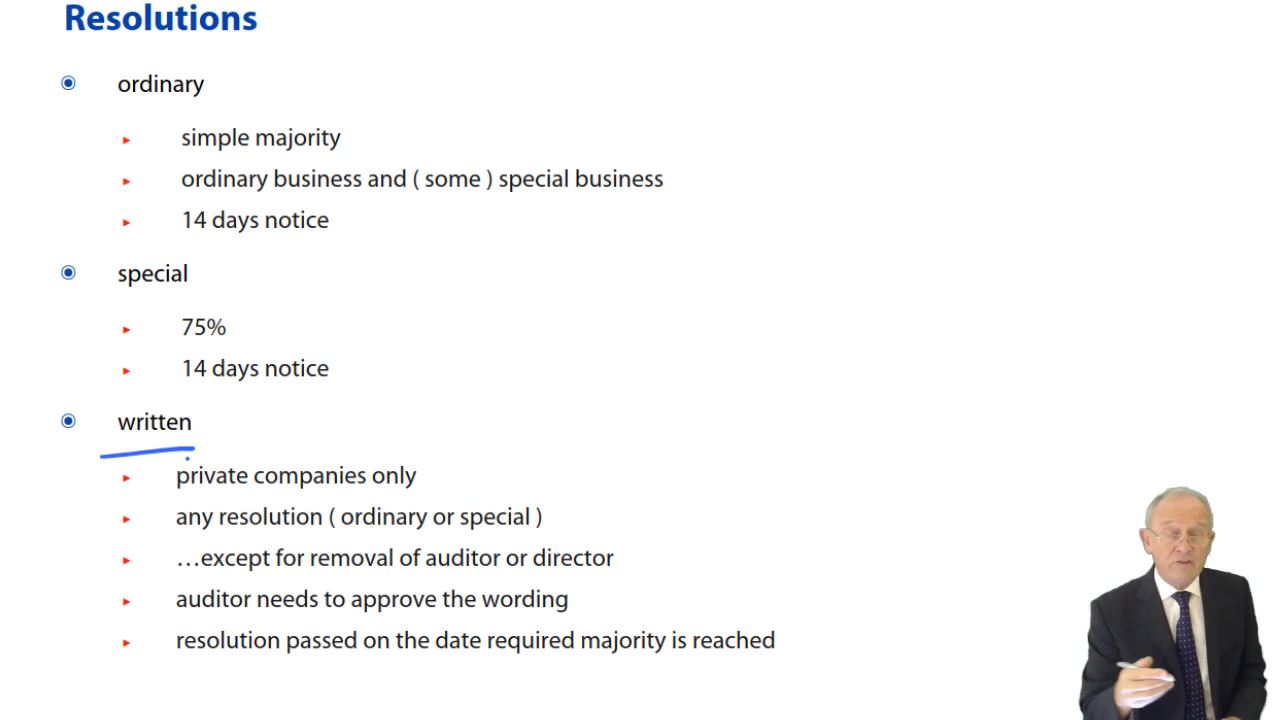 Resolutions
ordinary
simple majority
ordinary business and ( some ) special business
14 days notice
special
75%
14 days notice
written
private companies only
any resolution ( ordinary or special )
…except for removal of auditor or director
auditor needs to approve the wording
resolution passed on the date required majority is reached